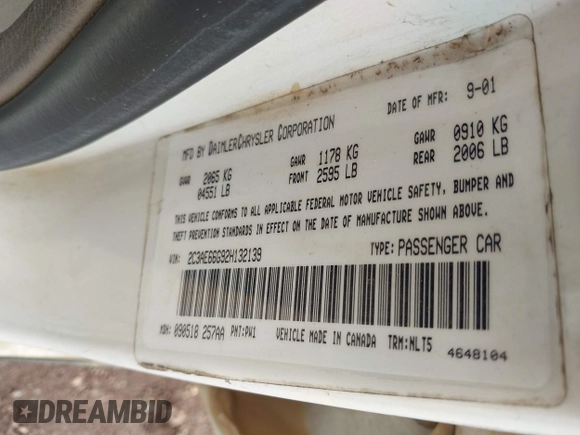 MFD BY DAIMLERCHRYSLER CORPORATION DATE OF MFR: 9-01
GVWR 2065 KG GAWR 1178 KG GAWR 0910 KG
04551 LB FRONT 2595 LB REAR 2006 LB
THIS VEHICLE CONFORMS TO ALL APPLICABLE FEDERAL MOTOR VEHICLE SAFETY, BUMPER AND
THEFT PREVENTION STANDARDS IN EFFECT ON THE DATE OF MANUFACTURE SHOWN ABOVE.
VIN: 2C3AE66G92H132139 TYPE: PASSENGER CAR
MDH: 090518 257AA PNT: PW1 VEHICLE MADE IN CANADA TRM: NLT5
4648104
DREAMBID